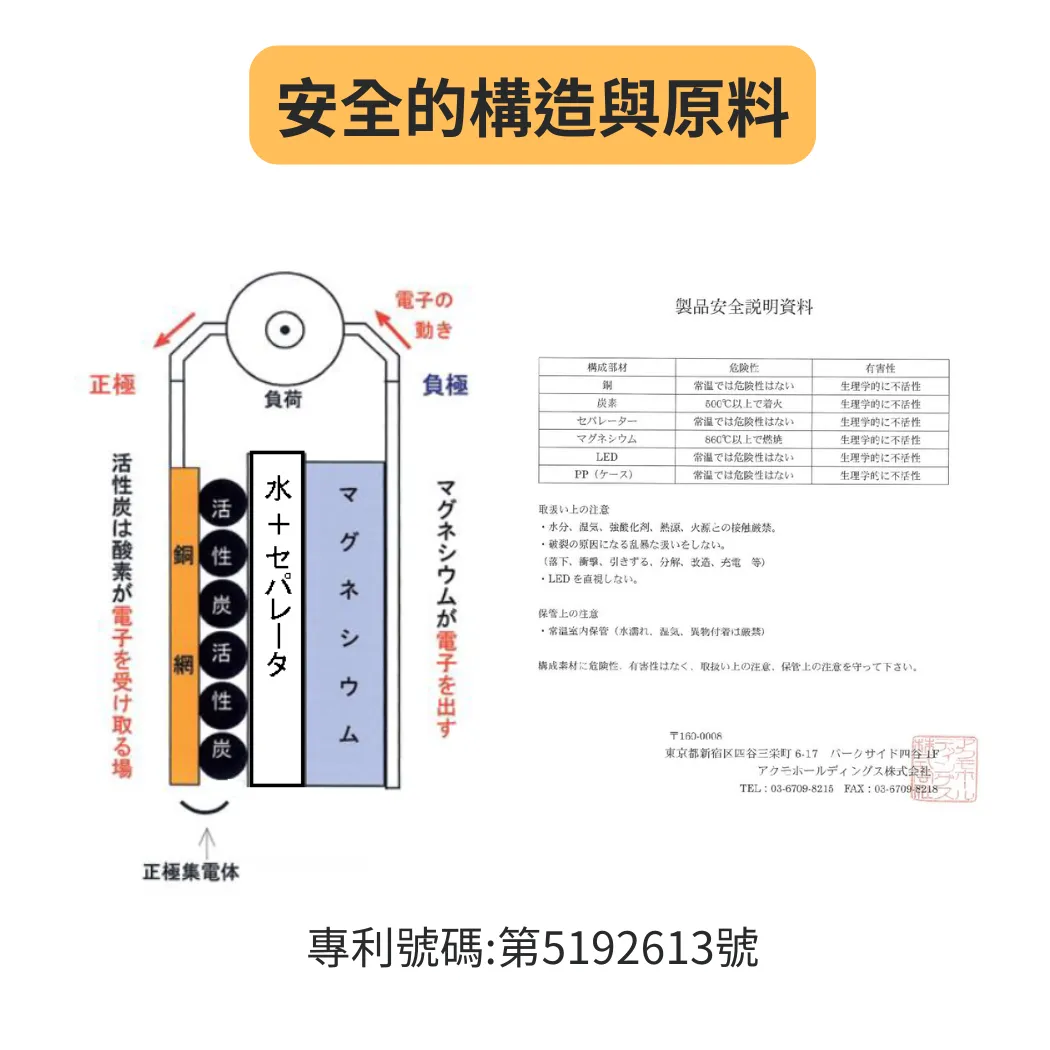 安全的構造與原料
電子の
動き
正極
負荷
負極
活性炭は酸素が電子を受け取る場
銅網
活性炭活性炭
水＋セパレータ
マグネシウム
マグネシウムが電子を出す
正極集電体
製品安全説明資料
構成部材 危険性 有害性
銅 常温では危険性はない 生理学的に不活性
炭素 500℃以上で着火 生理学的に不活性
セパレーター 常温では危険性はない 生理学的に不活性
マグネシウム 860℃以上で燃焼 生理学的に不活性
LED 常温では危険性はない 生理学的に不活性
PP（ケース） 常温では危険性はない 生理学的に不活性
取扱い上の注意
・水分、湿気、強酸化剤、熱源、火源との接触厳禁。
・破裂の原因になる乱暴な扱いをしない。
（落下、衝撃、引きずる、分解、改造、充電　等）
・LEDを直視しない。
保管上の注意
・常温室内保管（水濡れ、湿気、異物付着は厳禁）
構成素材に危険性、有害性はなく、取扱い上の注意、保管上の注意を守って下さい。
〒160-0008
東京都新宿区四谷三栄町 6-17　パークサイド四谷 1F
アクモホールディングス株式会社
TEL：03-6709-8215　FAX：03-6709-8218
專利號碼:第5192613號